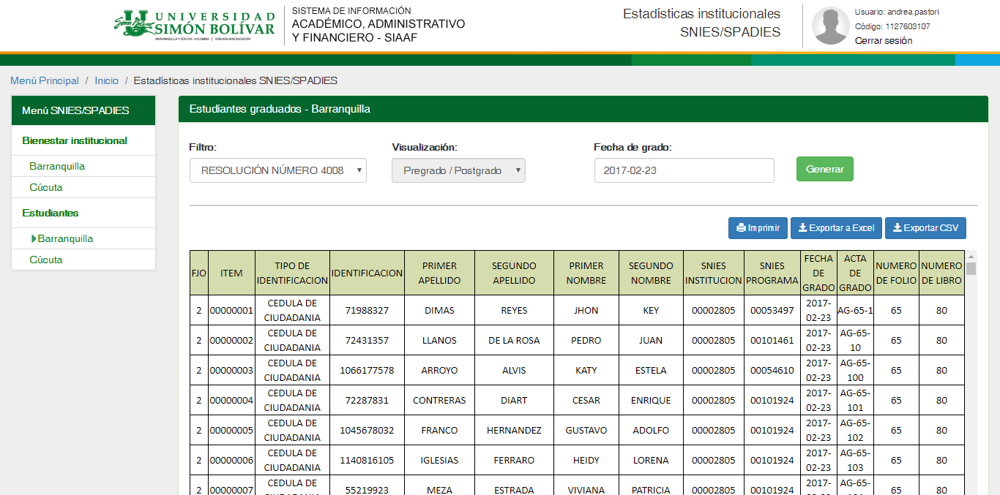 UNIVERSIDAD
SIMÓN BOLÍVAR
BARRANQUILLA Y CÚCUTA - COLOMBIA | VIGILADA MINEDUCACIÓN
SISTEMA DE INFORMACIÓN
ACADÉMICO, ADMINISTRATIVO
Y FINANCIERO - SIAAF
Estadísticas institucionales
SNIES/SPADIES
Usuario: andrea.pastori
Código: 1127603107
Cerrar sesión
Menú Principal / Inicio / Estadísticas institucionales SNIES/SPADIES
Menú SNIES/SPADIES
Bienestar institucional
Barranquilla
Cúcuta
Estudiantes
Barranquilla
Cúcuta
Estudiantes graduados - Barranquilla
Filtro: Visualización: Fecha de grado:
RESOLUCIÓN NÚMERO 4008 Pregrado / Postgrado 2017-02-23 Generar
Imprimir Exportar a Excel Exportar CSV
FJO ITEM TIPO DE IDENTIFICACION IDENTIFICACION PRIMER APELLIDO SEGUNDO APELLIDO PRIMER NOMBRE SEGUNDO NOMBRE SNIES INSTITUCION SNIES PROGRAMA FECHA DE GRADO ACTA DE GRADO NUMERO DE FOLIO NUMERO DE LIBRO
2 00000001 CEDULA DE CIUDADANIA 71988327 DIMAS REYES JHON KEY 00002805 00053497 2017-02-23 AG-65-1 65 80
2 00000002 CEDULA DE CIUDADANIA 72431357 LLANOS DE LA ROSA PEDRO JUAN 00002805 00101461 2017-02-23 AG-65-10 65 80
2 00000003 CEDULA DE CIUDADANIA 1066177578 ARROYO ALVIS KATY ESTELA 00002805 00054610 2017-02-23 AG-65-100 65 80
2 00000004 CEDULA DE CIUDADANIA 72287831 CONTRERAS DIART CESAR ENRIQUE 00002805 00101924 2017-02-23 AG-65-101 65 80
2 00000005 CEDULA DE CIUDADANIA 1045678032 FRANCO HERNANDEZ GUSTAVO ADOLFO 00002805 00101924 2017-02-23 AG-65-102 65 80
2 00000006 CEDULA DE CIUDADANIA 1140816105 IGLESIAS FERRARO HEIDY LORENA 00002805 00101924 2017-02-23 AG-65-103 65 80
2 00000007 CEDULA DE 55219923 MEZA ESTRADA VIVIANA PATRICIA 00002805 00101924 2017- AG-65- 65 80